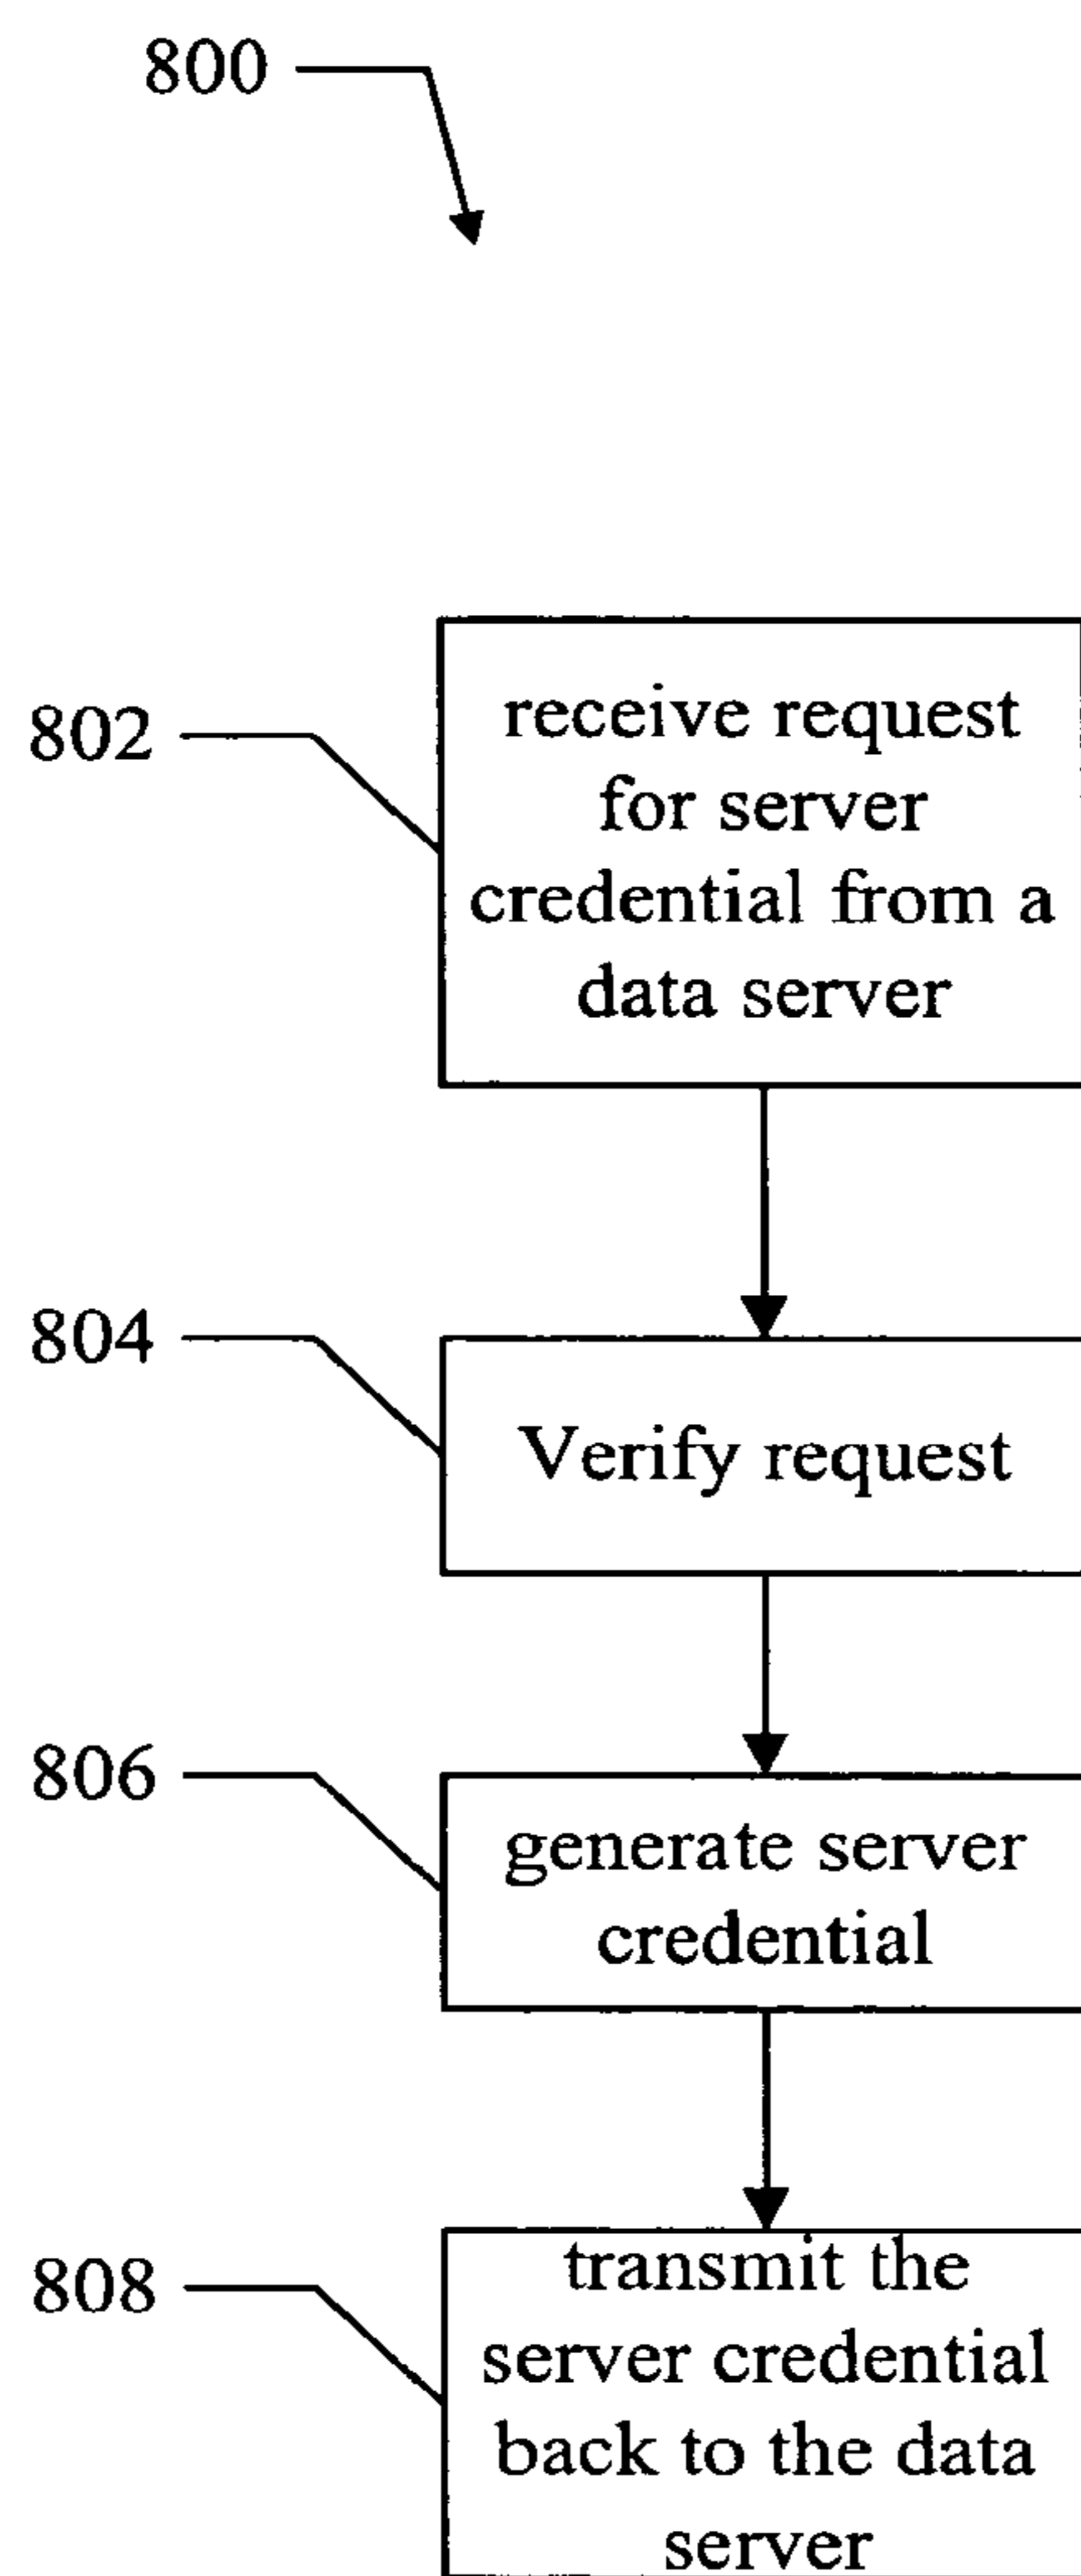 800
802
receive request
for server
credential from a
data server
804
Verify request
806
generate server
credential
808
transmit the
server credential
back to the data
server